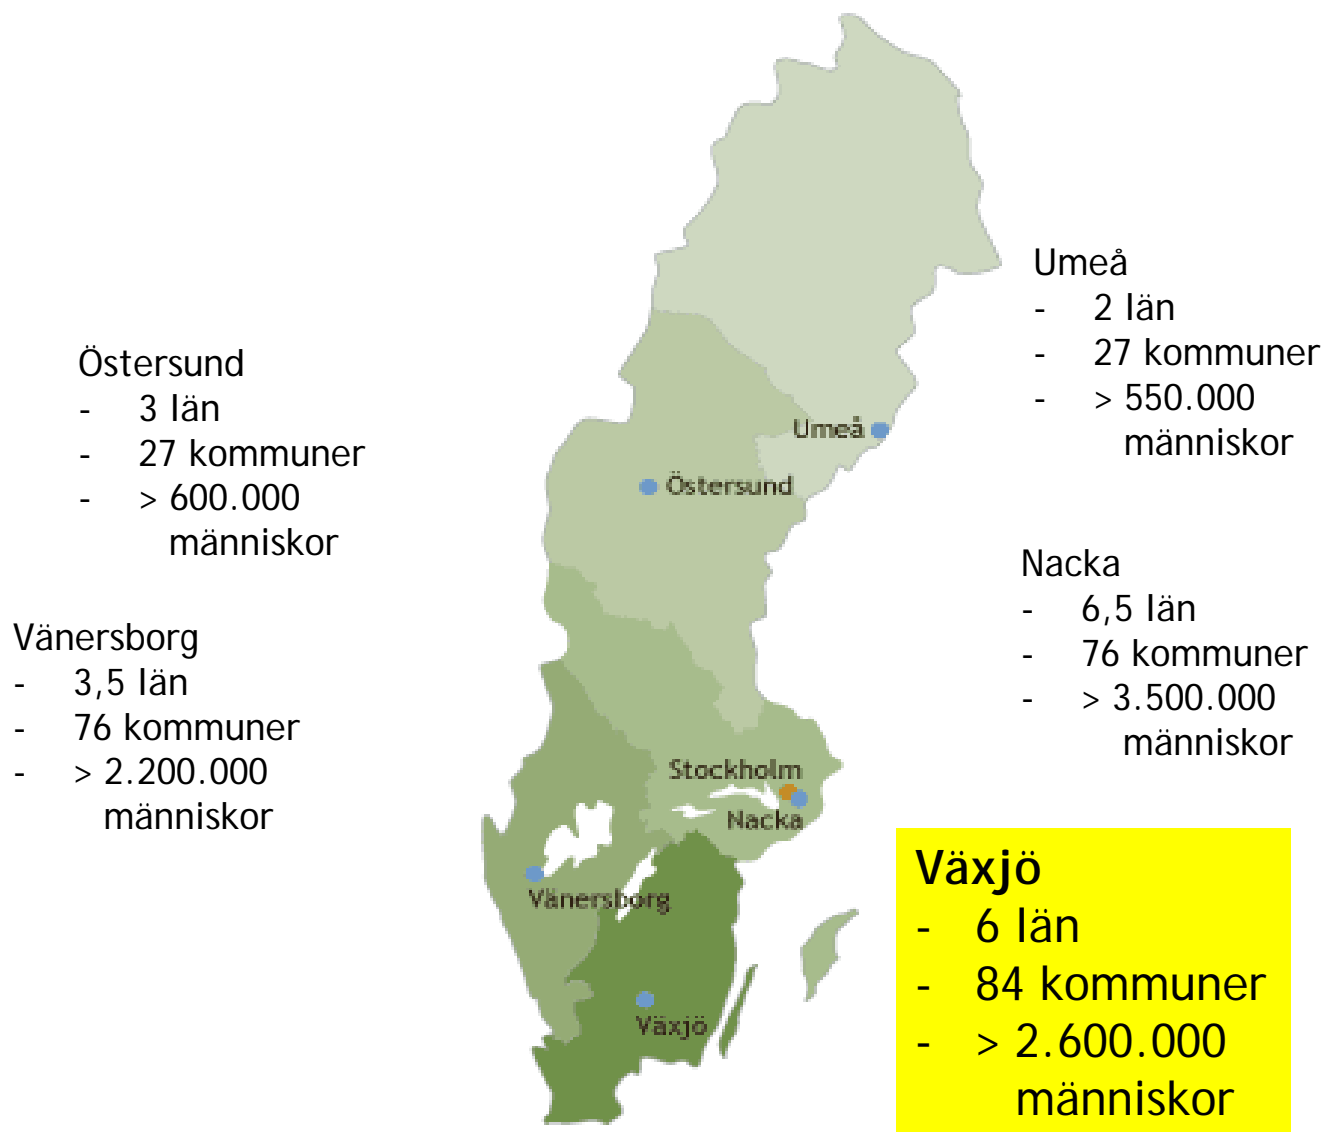 Umeå
- 2 län
- 27 kommuner
- > 550.000
människor
Östersund
- 3 län
- 27 kommuner
- > 600.000
människor
Umeå
Östersund
Nacka
- 6,5 län
- 76 kommuner
- > 3.500.000
människor
Vänersborg
- 3,5 län
- 76 kommuner
- > 2.200.000
människor
Stockholm
Nacka
Vänersborg
Växjö
Växjö
- 6 län
- 84 kommuner
- > 2.600.000
människor